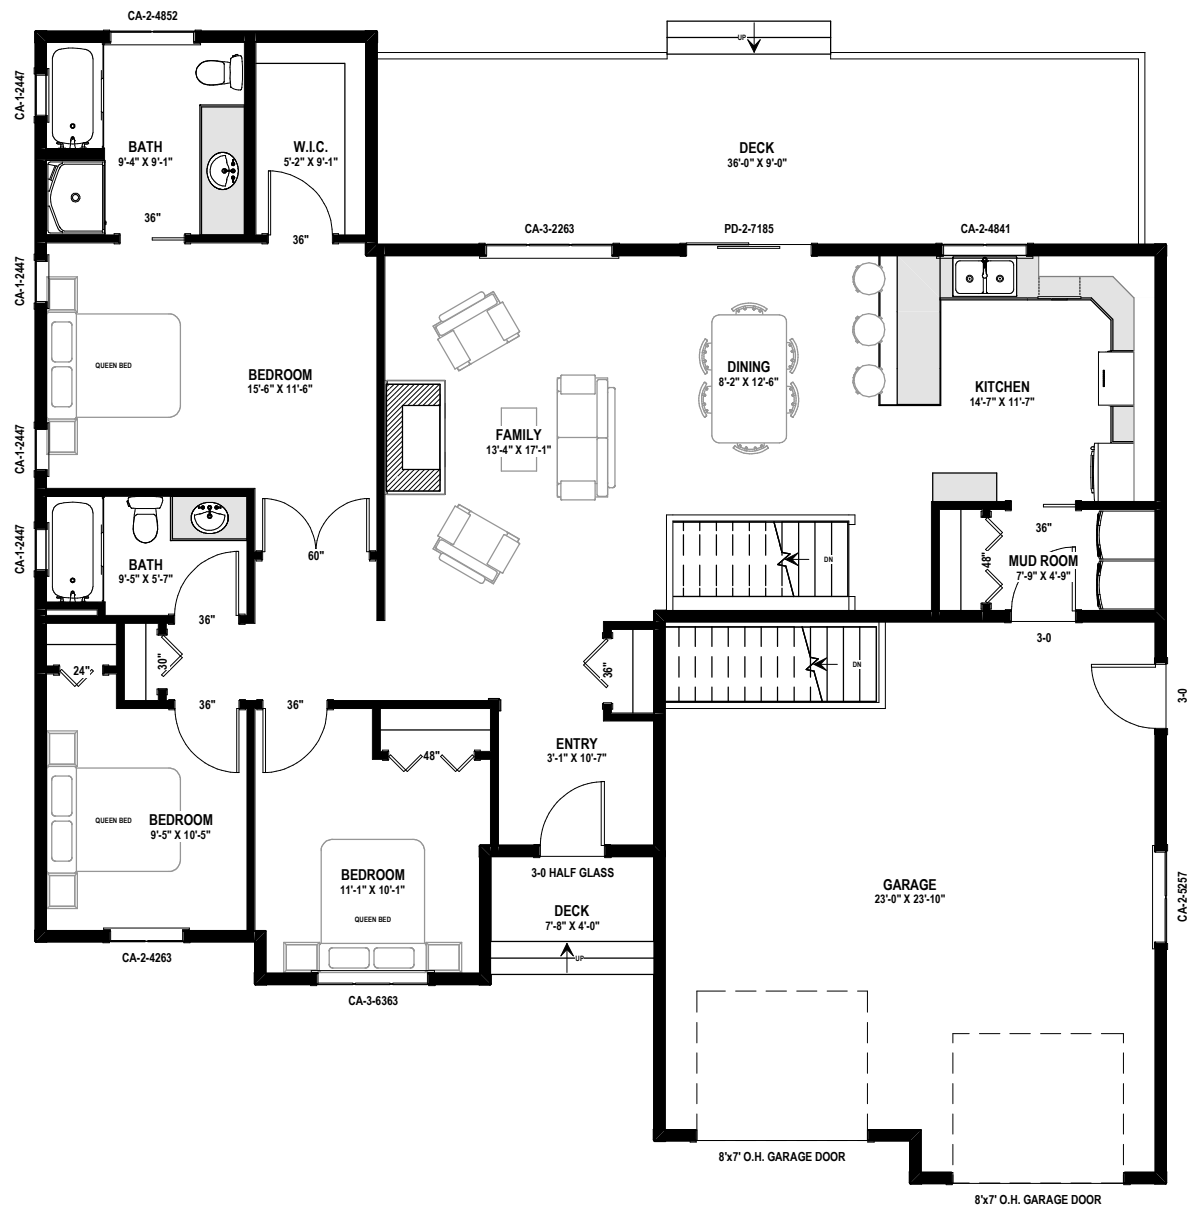 CA-2-4852
UP
CA-1-2447
BATH
9'-4" X 9'-1"
W.I.C.
5'-2" X 9'-1"
DECK
36'-0" X 9'-0"
36"
36"
CA-3-2263
PD-2-7185
CA-2-4841
CA-1-2447
QUEEN BED
BEDROOM
15'-6" X 11'-6"
DINING
8'-2" X 12'-6"
KITCHEN
14'-7" X 11'-7"
FAMILY
13'-4" X 17'-1"
CA-1-2447
CA-1-2447
BATH
9'-5" X 5'-7"
60"
36"
DN
48"
36"
MUD ROOM
7'-9" X 4'-9"
3-0
24"
30"
36"
DN
3-0
36"
36"
48"
ENTRY
3'-1" X 10'-7"
QUEEN BED
BEDROOM
9'-5" X 10'-5"
BEDROOM
11'-1" X 10'-1"
QUEEN BED
3-0 HALF GLASS
DECK
7'-8" X 4'-0"
UP
GARAGE
23'-0" X 23'-10"
CA-2-5257
CA-2-4263
CA-3-6363
8'x7' O.H. GARAGE DOOR
8'x7' O.H. GARAGE DOOR